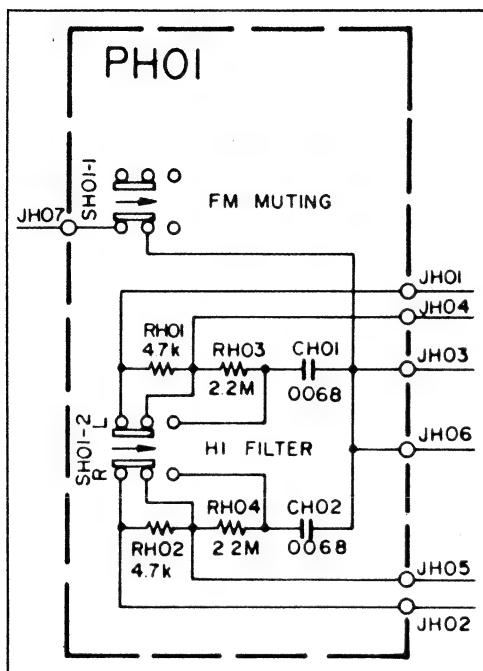 PH01
SH01-1
FM MUTING
JH07
JH01
JH04
RH01
4.7k
RH03
2.2M
CH01
0068
JH03
SH01-2
L
R
HI FILTER
JH06
RH02
4.7k
RH04
2.2M
CH02
0068
JH05
JH02